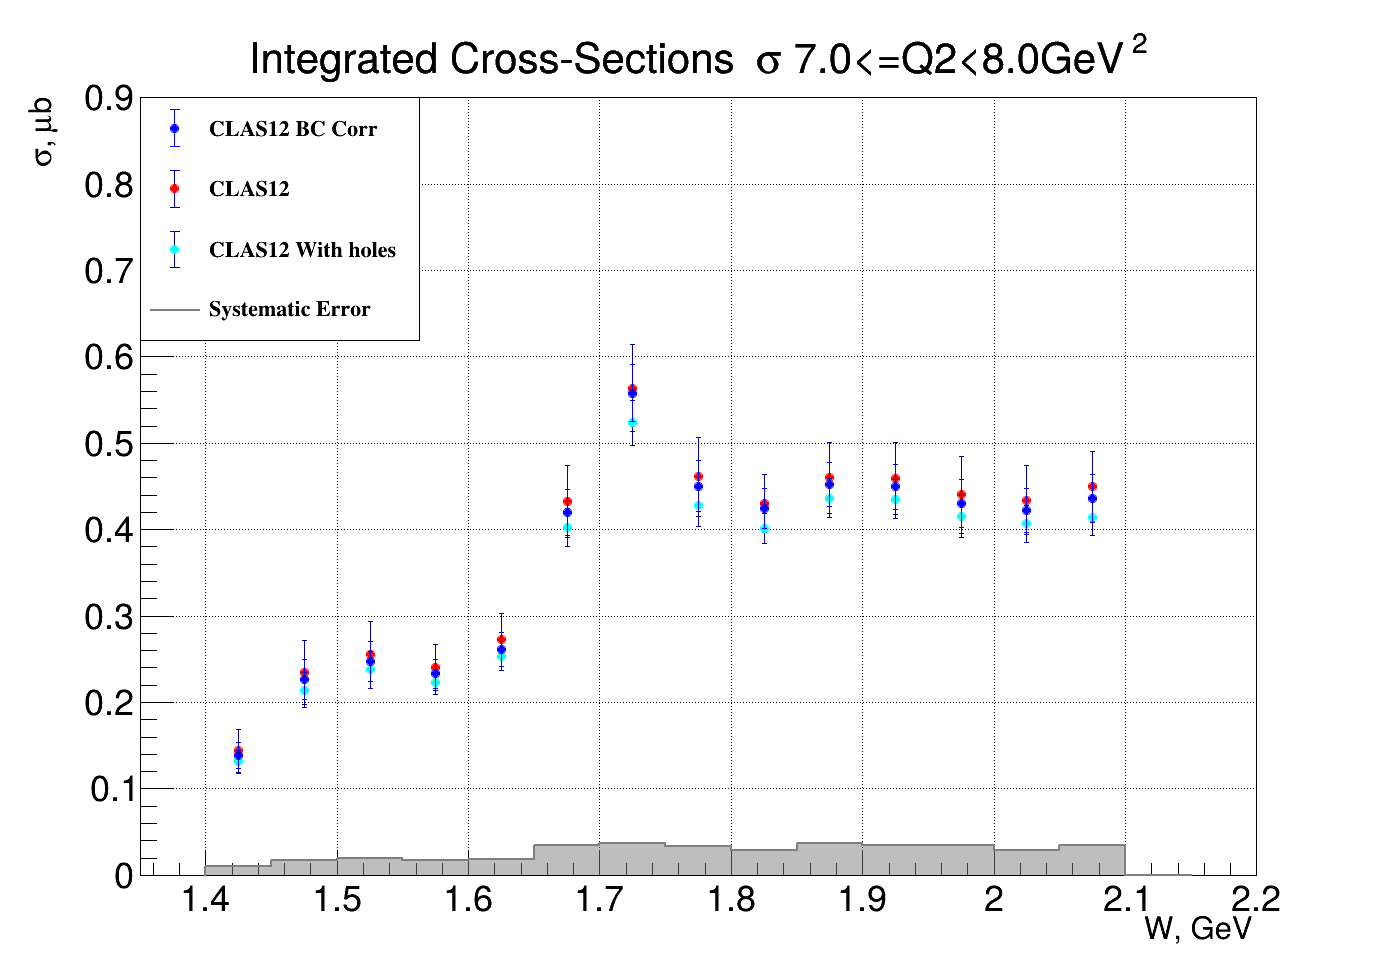 Integrated Cross-Sections σ 7.0<=Q2<8.0GeV 2
σ, μb
0.9
0.8
0.7
0.6
0.5
0.4
0.3
0.2
0.1
0
CLAS12 BC Corr
CLAS12
CLAS12 With holes
Systematic Error
1.4 1.5 1.6 1.7 1.8 1.9 2 2.1 2.2
W, GeV